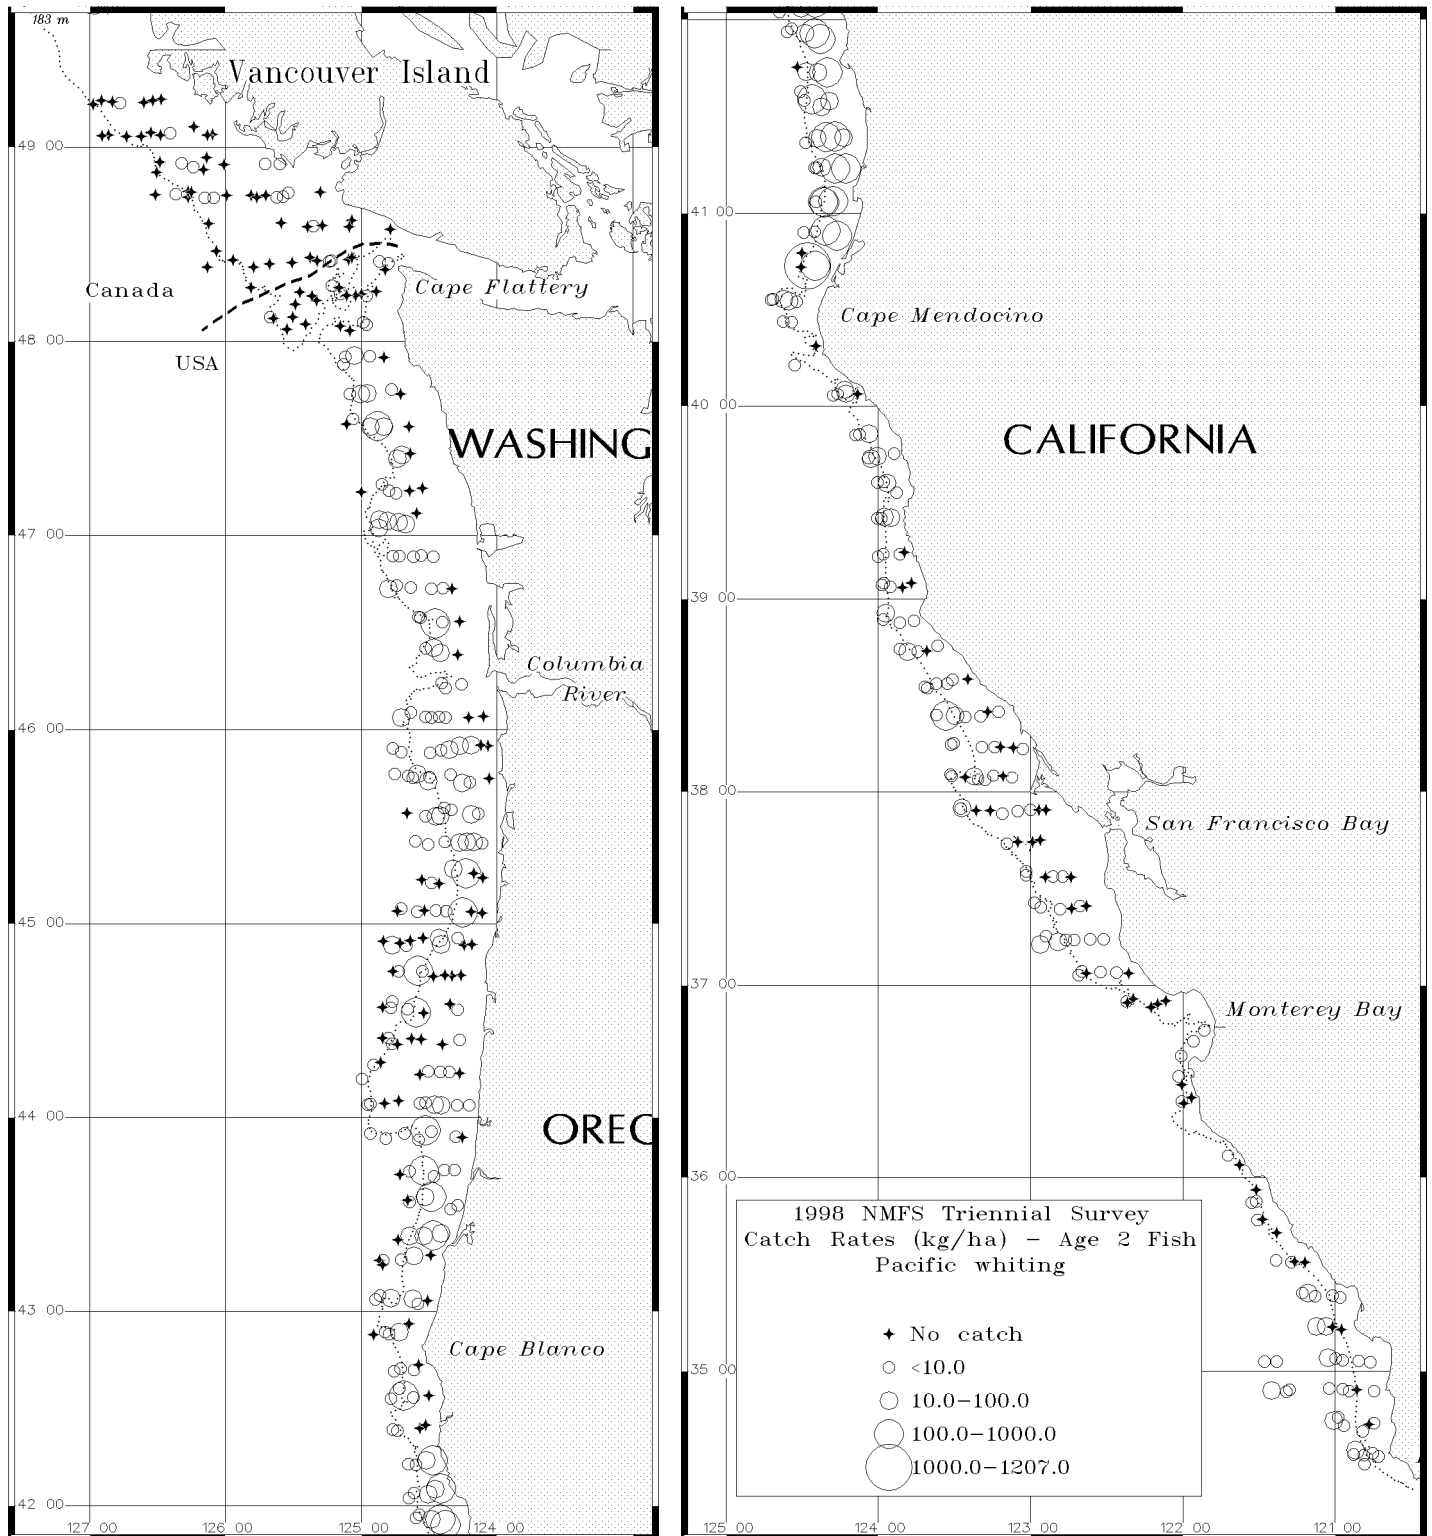 183 m
Vancouver Island
49 00
Canada
Cape Flattery
48 00
USA
WASHING
47 00
Columbia
River
46 00
45 00
44 00
OREG
43 00
Cape Blanco
42 00
127 00
126 00
125 00
124 00
41 00
Cape Mendocino
40 00
CALIFORNIA
39 00
38 00
San Francisco Bay
37 00
Monterey Bay
36 00
1998 NMFS Triennial Survey
Catch Rates (kg/ha) - Age 2 Fish
Pacific whiting
No catch
<10.0
10.0-100.0
100.0-1000.0
1000.0-1207.0
35 00
125 00
124 00
123 00
122 00
121 00